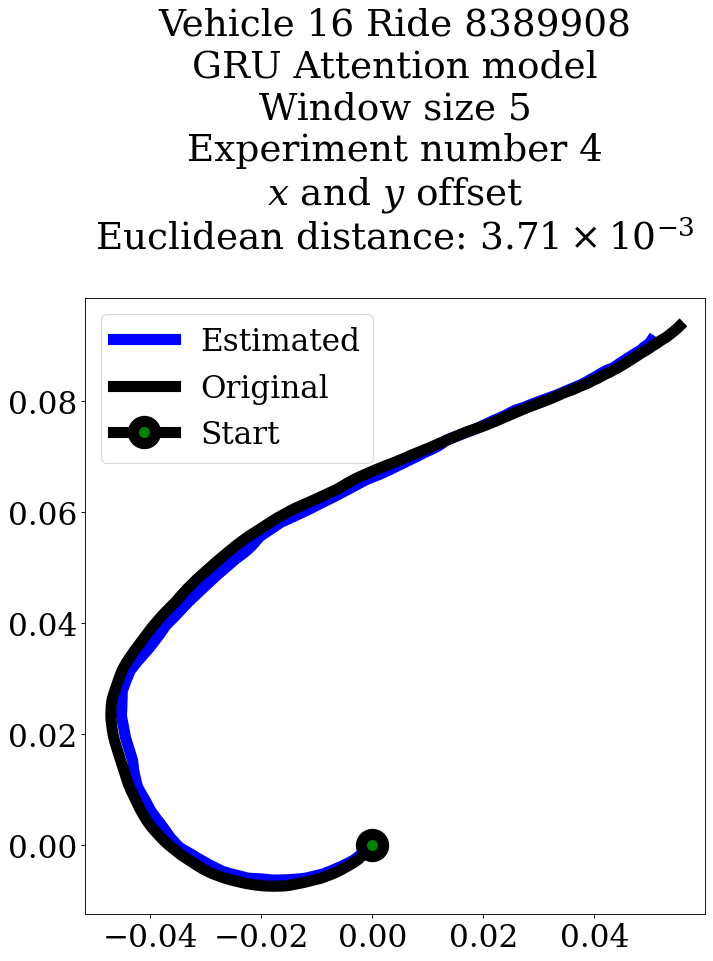 Vehicle 16 Ride 8389908
GRU Attention model
Window size 5
Experiment number 4
x and y offset
Euclidean distance: 3.71 × 10⁻³
Estimated
Original
Start
0.08
0.06
0.04
0.02
0.00
−0.04 −0.02 0.00 0.02 0.04